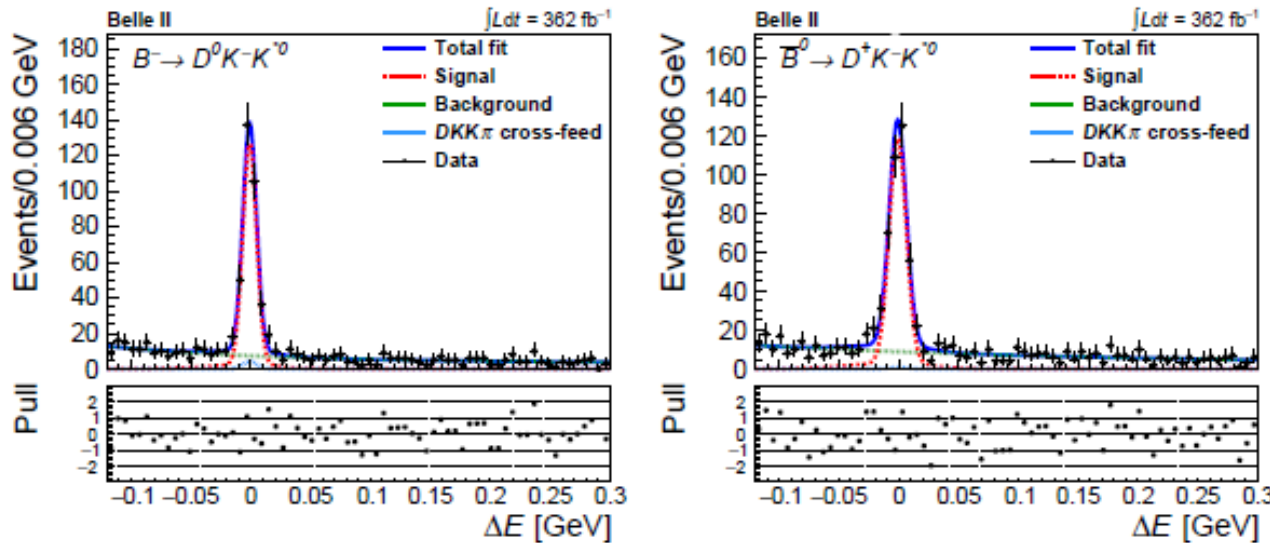 Belle II ∫Ldt = 362 fb⁻¹
B⁻→ D⁰K⁻K*⁰
Total fit
Signal
Background
DKKπ cross-feed
Data
Events/0.006 GeV
180
160
140
120
100
80
60
40
20
0
Pull
2
1
0
−1
−2
−0.1 −0.05 0 0.05 0.1 0.15 0.2 0.25 0.3
ΔE [GeV]
Belle II ∫Ldt = 362 fb⁻¹
B̅⁰→ D⁺K⁻K*⁰
Total fit
Signal
Background
DKKπ cross-feed
Data
Events/0.006 GeV
160
140
120
100
80
60
40
20
0
Pull
2
1
0
−1
−2
−0.1 −0.05 0 0.05 0.1 0.15 0.2 0.25 0.3
ΔE [GeV]